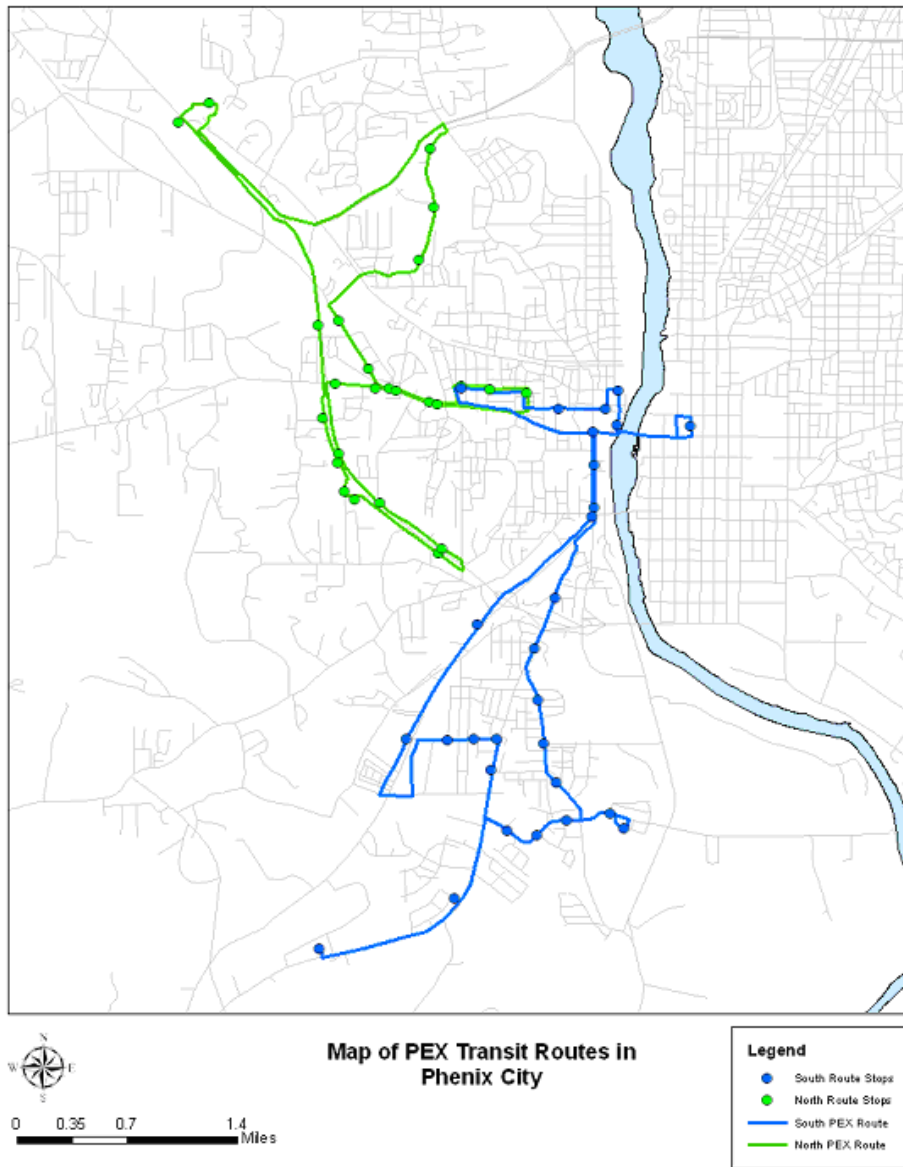 N
W
E
S
0 0.35 0.7 1.4
Miles
Map of PEX Transit Routes in
Phenix City
Legend
South Route Stops
North Route Stops
South PEX Route
North PEX Route